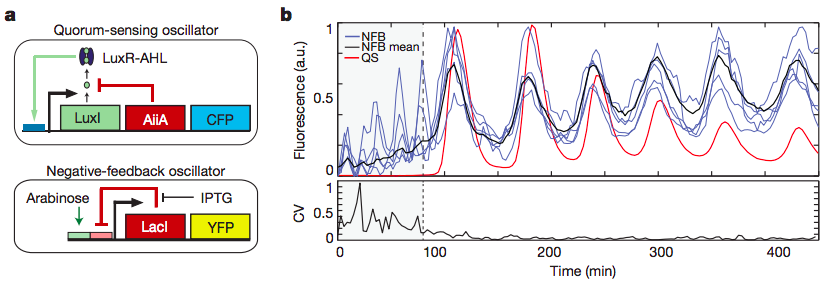 a
Quorum-sensing oscillator
LuxR-AHL
LuxI AiiA CFP
Negative-feedback oscillator
Arabinose IPTG
LacI YFP
b
Fluorescence (a.u.)
1
0.5
0
NFB
NFB mean
QS
CV
1
0.5
0
0 100 200 300 400
Time (min)